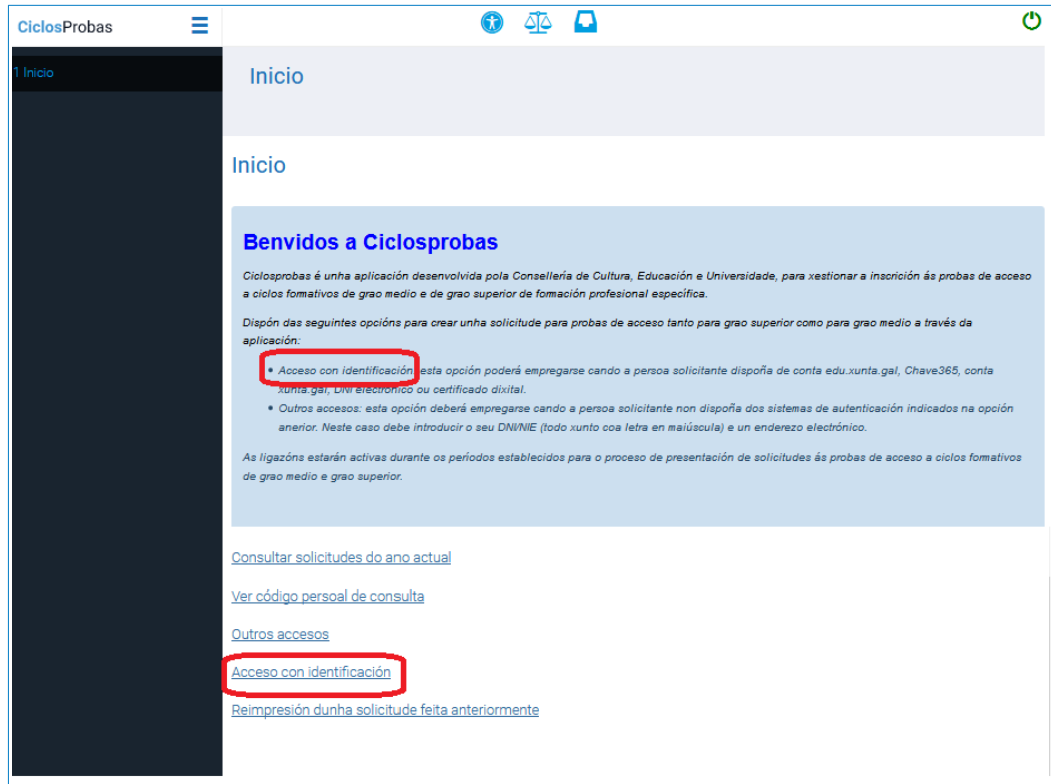 CiclosProbas
1 Inicio
Inicio
Inicio
Benvidos a Ciclosprobas
Ciclosprobas é unha aplicación desenvolvida pola Consellería de Cultura, Educación e Universidade, para xestionar a inscrición ás probas de acceso
a ciclos formativos de grao medio e de grao superior de formación profesional específica.
Dispón das seguintes opcións para crear unha solicitude para probas de acceso tanto para grao superior como para grao medio a través da
aplicación:
• Acceso con identificación: esta opción poderá empregarse cando a persoa solicitante dispoña de conta edu.xunta.gal, Chave365, conta
xunta.gal, DNI electrónico ou certificado dixital.
• Outros accesos: esta opción deberá empregarse cando a persoa solicitante non dispoña dos sistemas de autenticación indicados na opción
anerior. Neste caso debe introducir o seu DNI/NIE (todo xunto coa letra en maiúscula) e un enderezo electrónico.
As ligazóns estarán activas durante os períodos establecidos para o proceso de presentación de solicitudes ás probas de acceso a ciclos formativos
de grao medio e grao superior.
Consultar solicitudes do ano actual
Ver código persoal de consulta
Outros accesos
Acceso con identificación
Reimpresión dunha solicitude feita anteriormente